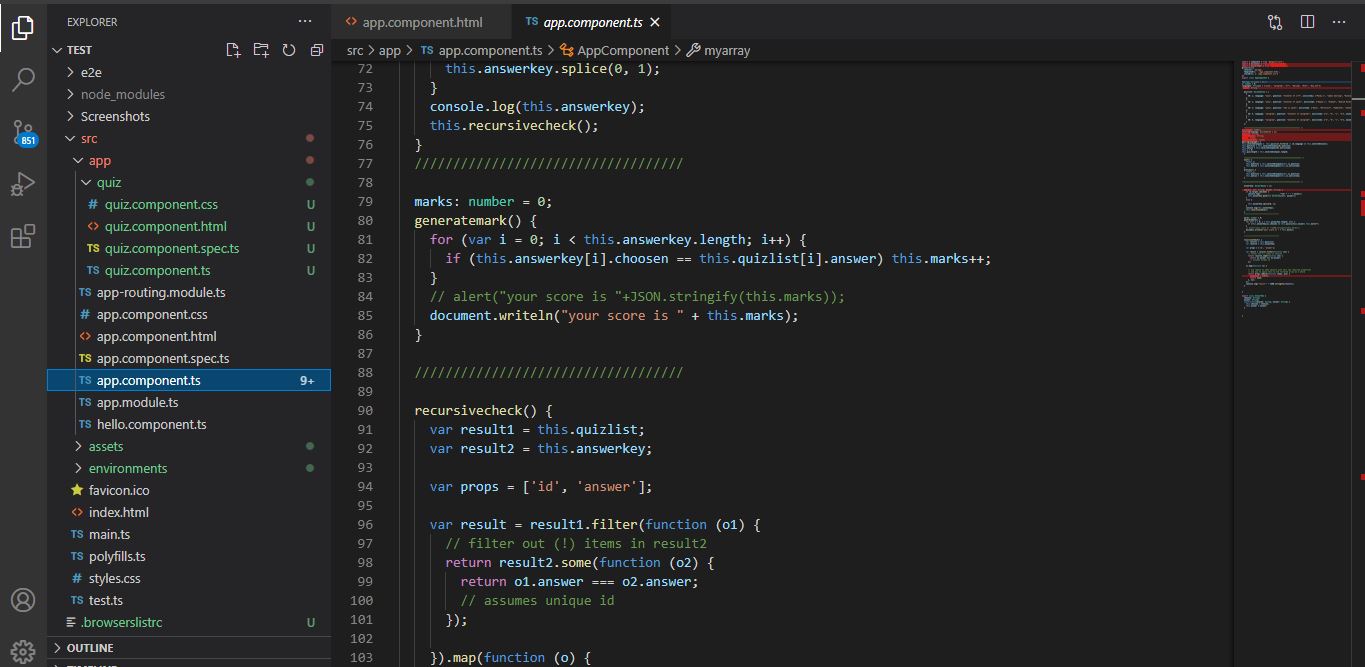 EXPLORER
TEST
e2e
node_modules
Screenshots
src
app
quiz
# quiz.component.css U
<> quiz.component.html U
TS quiz.component.spec.ts U
TS quiz.component.ts U
TS app-routing.module.ts
# app.component.css
<> app.component.html
TS app.component.spec.ts
TS app.component.ts 9+
TS app.module.ts
TS hello.component.ts
assets
environments
favicon.ico
<> index.html
TS main.ts
TS polyfills.ts
# styles.css
TS test.ts
.browserslistrc U
OUTLINE
851
<> app.component.html
TS app.component.ts
src > app > TS app.component.ts > AppComponent > myarray
72 this.answerkey.splice(0, 1);
73 }
74 console.log(this.answerkey);
75 this.recursivecheck();
76 }
77 ///////////////////////////////////
78
79 marks: number = 0;
80 generatemark() {
81 for (var i = 0; i < this.answerkey.length; i++) {
82 if (this.answerkey[i].choosen == this.quizlist[i].answer) this.marks++;
83 }
84 // alert("your score is "+JSON.stringify(this.marks));
85 document.writeln("your score is " + this.marks);
86 }
87
88 ///////////////////////////////////
89
90 recursivecheck() {
91 var result1 = this.quizlist;
92 var result2 = this.answerkey;
93
94 var props = ['id', 'answer'];
95
96 var result = result1.filter(function (o1) {
97 // filter out (!) items in result2
98 return result2.some(function (o2) {
99 return o1.answer === o2.answer;
100 // assumes unique id
101 });
102
103 }).map(function (o) {